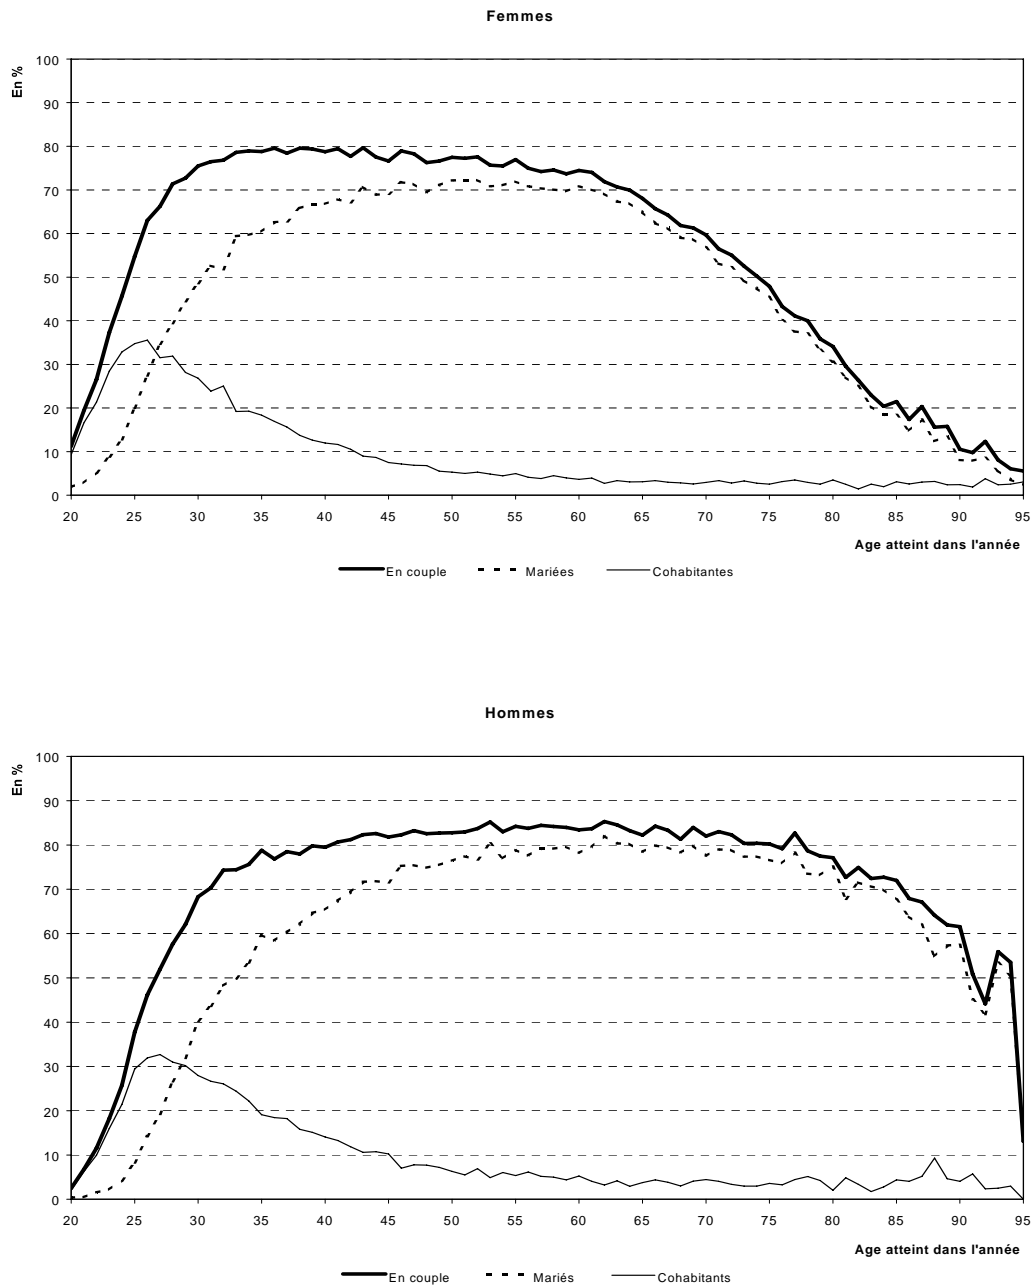 Femmes
En %
100
90
80
70
60
50
40
30
20
10
0
20 25 30 35 40 45 50 55 60 65 70 75 80 85 90 95
Age atteint dans l'année
En couple Mariées Cohabitantes
Hommes
En %
100
90
80
70
60
50
40
30
20
10
0
20 25 30 35 40 45 50 55 60 65 70 75 80 85 90 95
Age atteint dans l'année
En couple Mariés Cohabitants